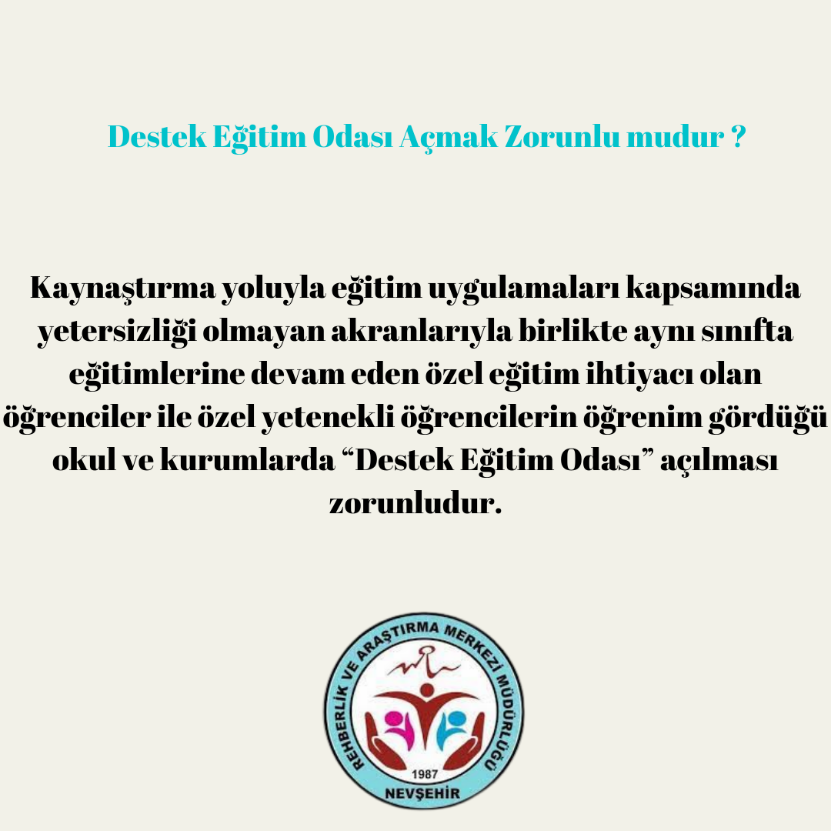 Destek Eğitim Odası Açmak Zorunlu mudur ?
Kaynaştırma yoluyla eğitim uygulamaları kapsamında
yetersizliği olmayan akranlarıyla birlikte aynı sınıfta
eğitimlerine devam eden özel eğitim ihtiyacı olan
öğrenciler ile özel yetenekli öğrencilerin öğrenim gördüğü
okul ve kurumlarda “Destek Eğitim Odası” açılması
zorunludur.
REHBERLİK VE ARAŞTIRMA MERKEZİ MÜDÜRLÜĞÜ
1987
NEVŞEHİR